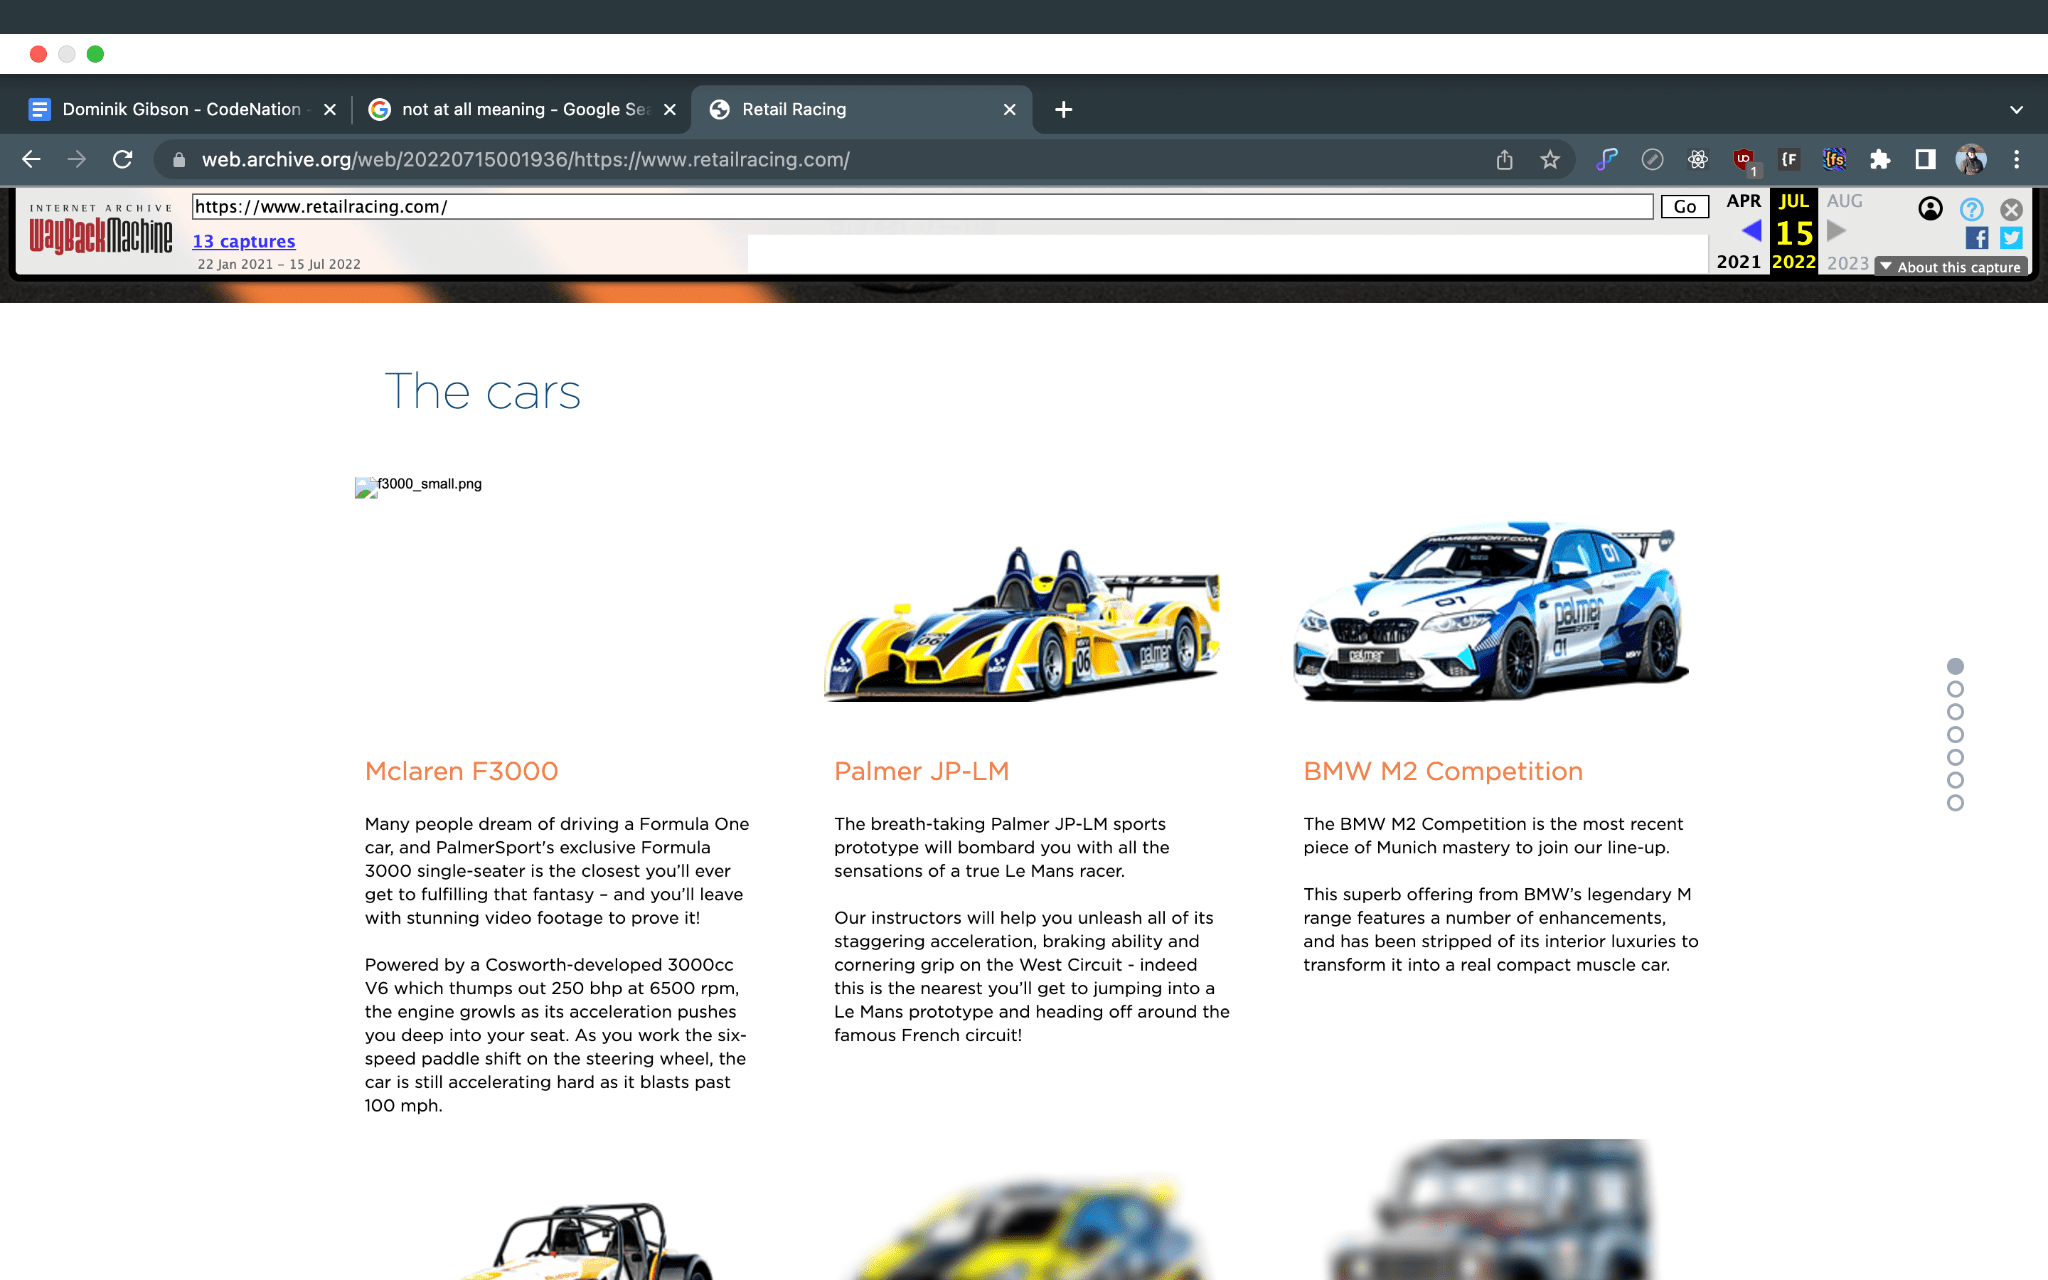 Dominik Gibson - CodeNation -
not at all meaning - Google Sea
Retail Racing
web.archive.org/web/20220715001936/https://www.retailracing.com/
INTERNET ARCHIVE
WayBackMachine
https://www.retailracing.com/
Go
13 captures
22 Jan 2021 – 15 Jul 2022
APR JUL AUG
15
2021 2022 2023
About this capture
The cars
f3000_small.png
Mclaren F3000
Many people dream of driving a Formula One
car, and PalmerSport's exclusive Formula
3000 single-seater is the closest you’ll ever
get to fulfilling that fantasy – and you’ll leave
with stunning video footage to prove it!
Powered by a Cosworth-developed 3000cc
V6 which thumps out 250 bhp at 6500 rpm,
the engine growls as its acceleration pushes
you deep into your seat. As you work the six-
speed paddle shift on the steering wheel, the
car is still accelerating hard as it blasts past
100 mph.
06
06
palmer
MSV
Palmer JP-LM
The breath-taking Palmer JP-LM sports
prototype will bombard you with all the
sensations of a true Le Mans racer.
Our instructors will help you unleash all of its
staggering acceleration, braking ability and
cornering grip on the West Circuit - indeed
this is the nearest you’ll get to jumping into a
Le Mans prototype and heading off around the
famous French circuit!
PALMERSPORT.COM
01
01
palmer
SPORT
01
palmer
BMW M2 Competition
The BMW M2 Competition is the most recent
piece of Munich mastery to join our line-up.
This superb offering from BMW’s legendary M
range features a number of enhancements,
and has been stripped of its interior luxuries to
transform it into a real compact muscle car.